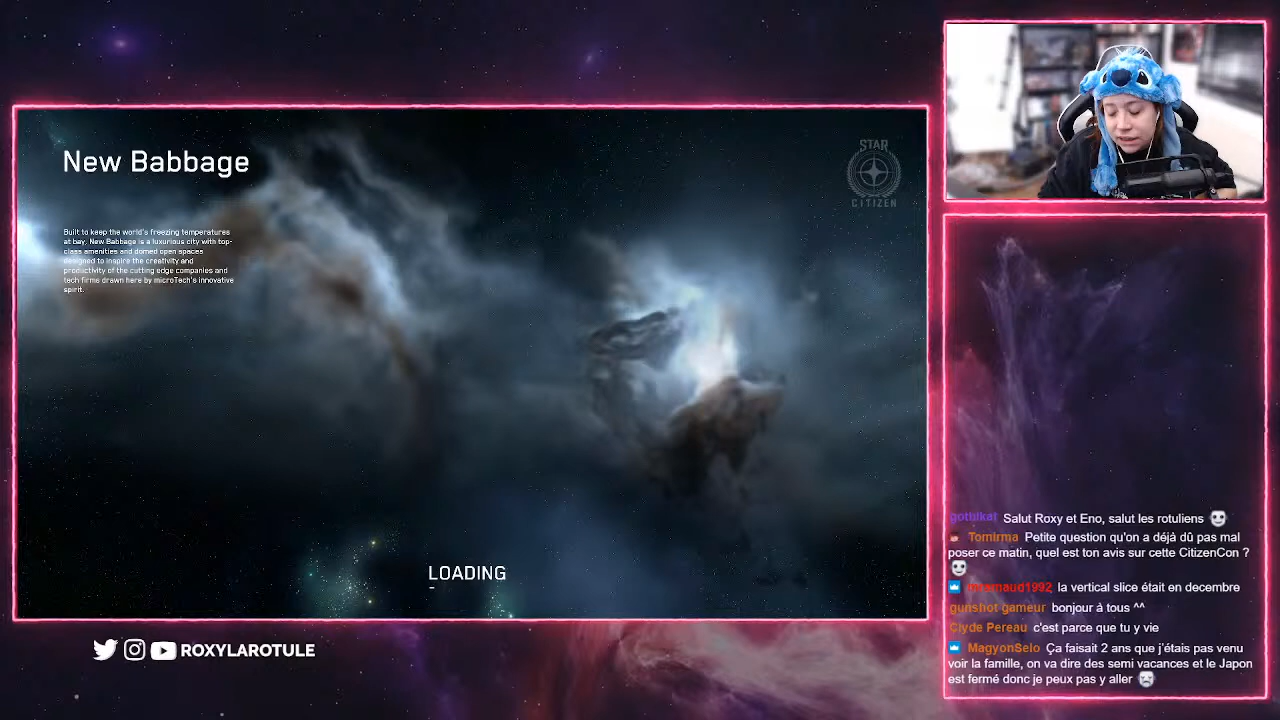 New Babbage
STAR
CITIZEN
Built to keep the world's freezing temperatures
at bay, New Babbage is a luxurious city with top-
class amenities and domed open spaces
designed to inspire the creativity and
productivity of the cutting edge companies and
tech firms drawn here by microTech's innovative
spirit.
LOADING
ROXYLAROTULE
gothikal Salut Roxy et Eno, salut les rotuliens
Tomirma Petite question qu'on a déjà dû pas mal
poser ce matin, quel est ton avis sur cette CitizenCon ?
la vertical slice était en decembre
gunshot gameur bonjour à tous ^^
Clyde Pereau c'est parce que tu y vie
MagyonSelo Ça faisait 2 ans que j'étais pas venu
voir la famille, on va dire des semi vacances et le Japon
est fermé donc je peux pas y aller